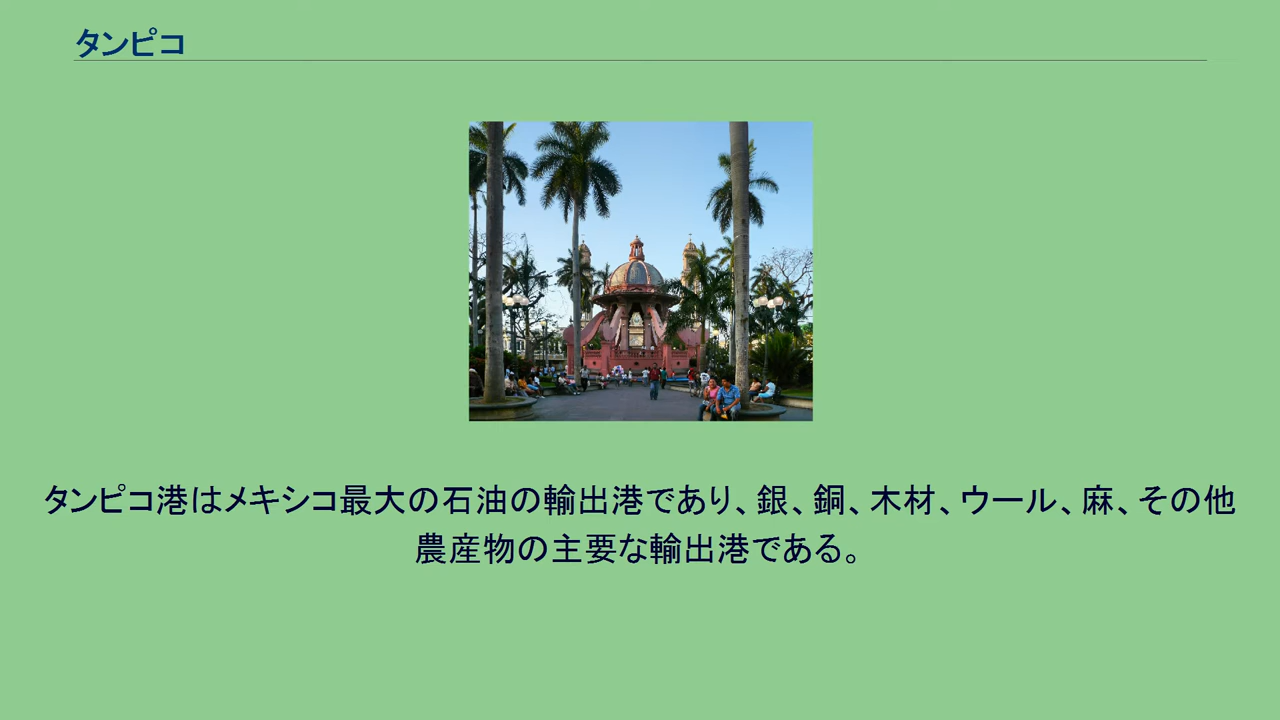 タンピコ
タンピコ港はメキシコ最大の石油の輸出港であり、銀、銅、木材、ウール、麻、その他
農産物の主要な輸出港である。